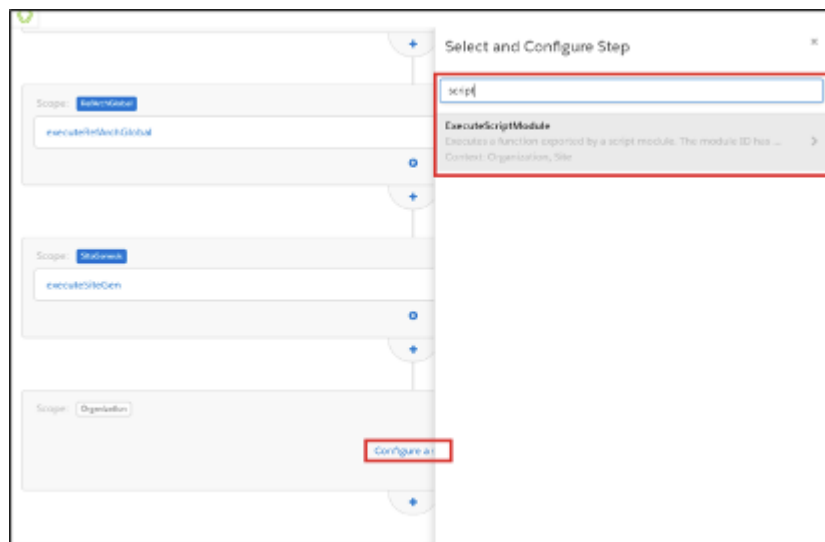 Select and Configure Step
script
Scope: RefArchGlobal
executeRefArchGlobal
ExecuteScriptModule
Executes a function exported by a script module. The module ID has ...
Context: Organization, Site
Scope: SiteGenesis
executeSiteGen
Scope: Organization
Configure a